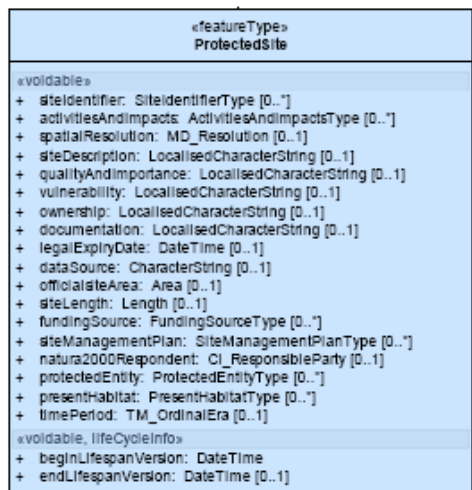 «featureType»
ProtectedSite
«voidable»
+ siteIdentifier: SiteIdentifierType [0..*]
+ activitiesAndImpacts: ActivitiesAndImpactsType [0..*]
+ spatialResolution: MD_Resolution [0..1]
+ siteDescription: LocalisedCharacterString [0..1]
+ qualityAndImportance: LocalisedCharacterString [0..1]
+ vulnerability: LocalisedCharacterString [0..1]
+ ownership: LocalisedCharacterString [0..1]
+ documentation: LocalisedCharacterString [0..1]
+ legalExpiryDate: DateTime [0..1]
+ dataSource: CharacterString [0..1]
+ officialsiteArea: Area [0..1]
+ siteLength: Length [0..1]
+ fundingSource: FundingSourceType [0..*]
+ siteManagementPlan: SiteManagementPlanType [0..*]
+ natura2000Respondent: CI_ResponsibleParty [0..1]
+ protectedEntity: ProtectedEntityType [0..*]
+ presentHabitat: PresentHabitatType [0..*]
+ timePeriod: TM_OrdinalEra [0..1]
«voidable, lifeCycleInfo»
+ beginLifespanVersion: DateTime
+ endLifespanVersion: DateTime [0..1]